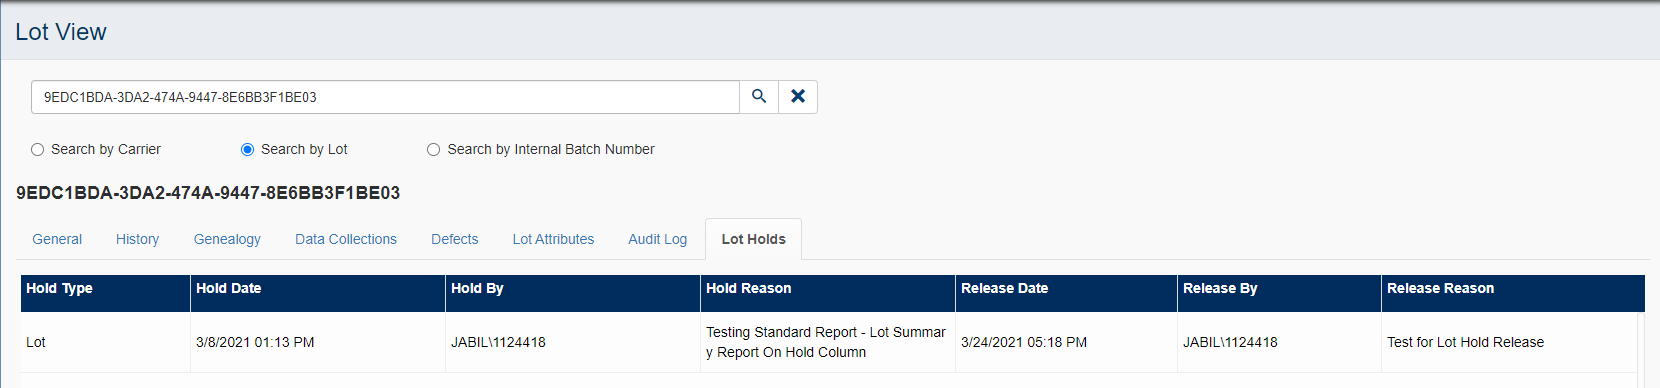 Lot View
9EDC1BDA-3DA2-474A-9447-8E6BB3F1BE03
Search by Carrier Search by Lot Search by Internal Batch Number
9EDC1BDA-3DA2-474A-9447-8E6BB3F1BE03
General History Genealogy Data Collections Defects Lot Attributes Audit Log Lot Holds
Hold Type Hold Date Hold By Hold Reason Release Date Release By Release Reason
Lot 3/8/2021 01:13 PM JABIL\1124418 Testing Standard Report - Lot Summar 3/24/2021 05:18 PM JABIL\1124418 Test for Lot Hold Release
y Report On Hold Column